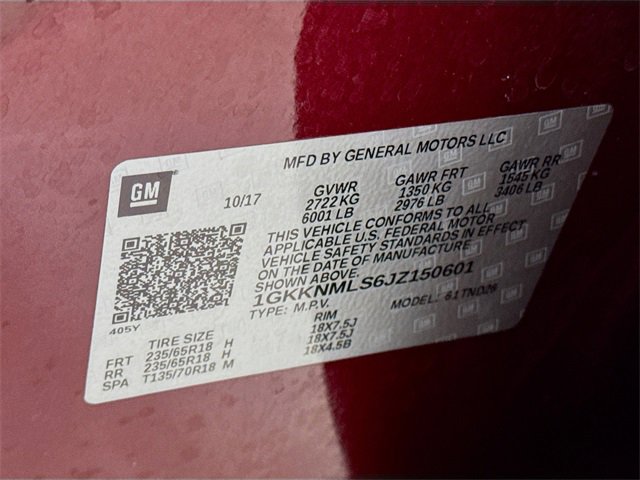 MFD BY GENERAL MOTORS LLC
GM
10/17
GVWR GAWR FRT GAWR RR
2722 KG 1350 KG 1545 KG
6001 LB 2976 LB 3406 LB
THIS VEHICLE CONFORMS TO ALL
APPLICABLE U.S. FEDERAL MOTOR
VEHICLE SAFETY STANDARDS IN EFFECT
ON THE DATE OF MANUFACTURE
SHOWN ABOVE.
1GKKNMLS6JZ150601
TYPE: M.P.V. MODEL: 61TND26
405Y
TIRE SIZE RIM
FRT 235/65R18 H 18X7.5J
RR 235/65R18 H 18X7.5J
SPA T135/70R18 M 18X4.5B